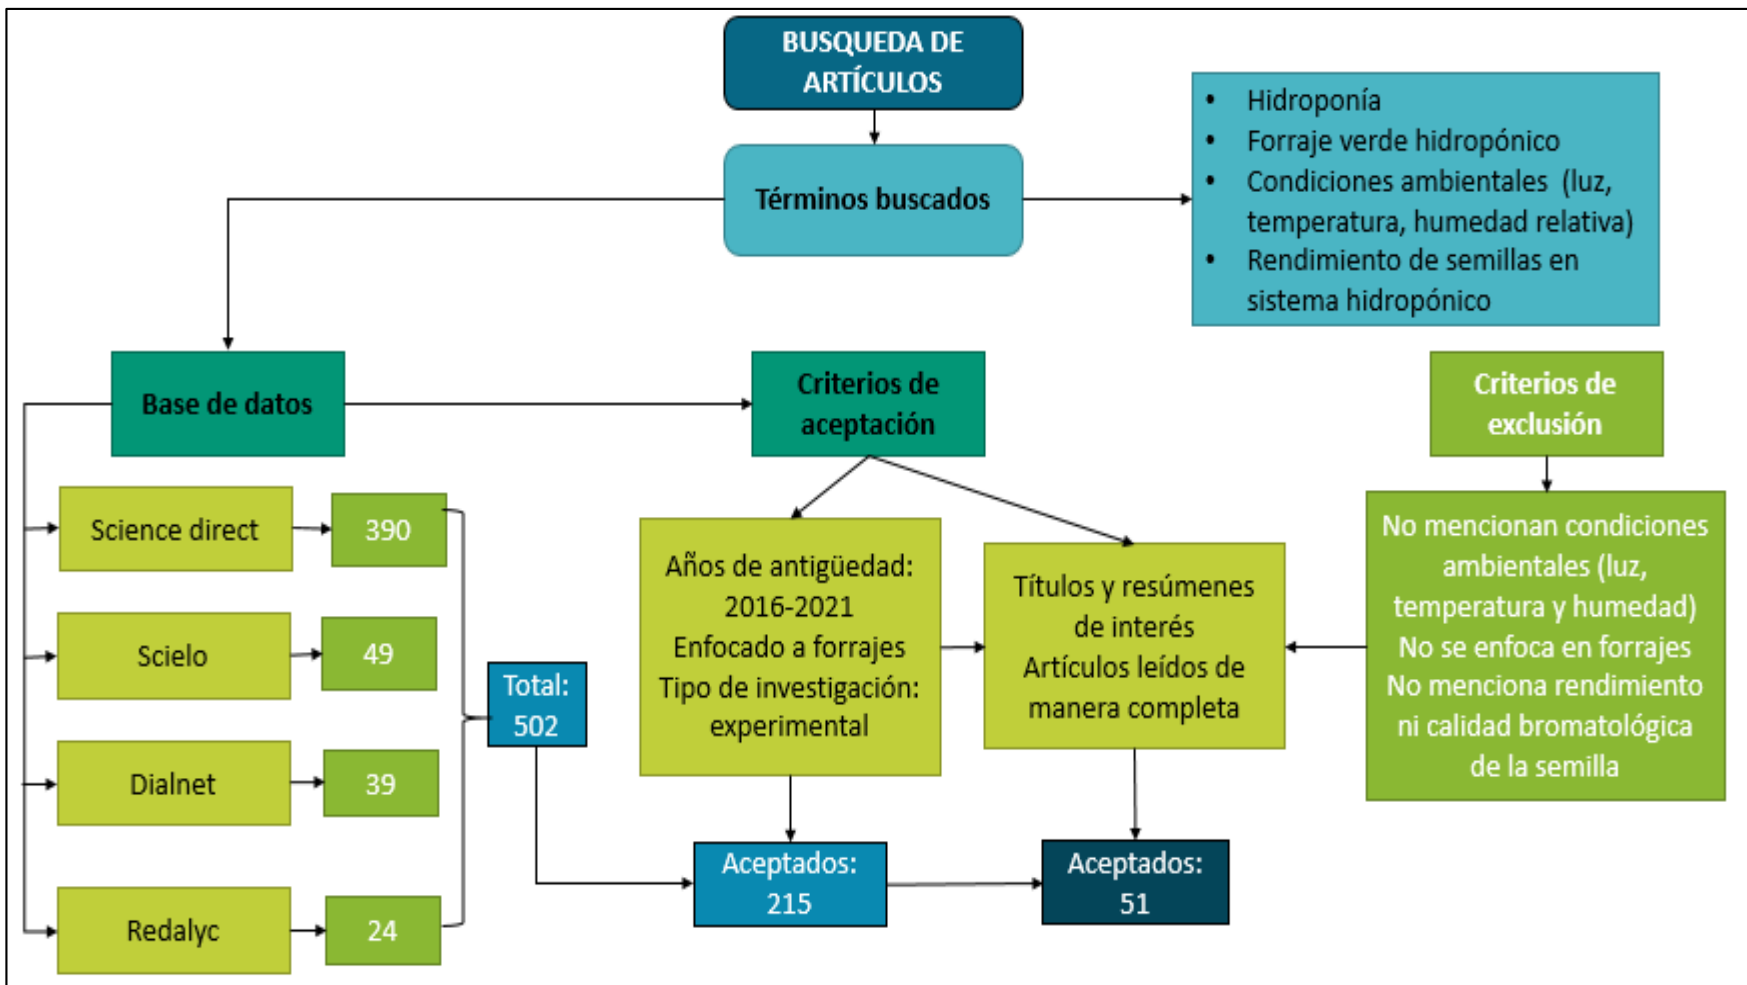 BUSQUEDA DE
ARTÍCULOS
Términos buscados
• Hidroponía
• Forraje verde hidropónico
• Condiciones ambientales (luz,
temperatura, humedad relativa)
• Rendimiento de semillas en
sistema hidropónico
Base de datos
Criterios de
aceptación
Criterios de
exclusión
Science direct
390
Scielo
49
Dialnet
39
Redalyc
24
Total:
502
Años de antigüedad:
2016-2021
Enfocado a forrajes
Tipo de investigación:
experimental
Títulos y resúmenes
de interés
Artículos leídos de
manera completa
No mencionan condiciones
ambientales (luz,
temperatura y humedad)
No se enfoca en forrajes
No menciona rendimiento
ni calidad bromatológica
de la semilla
Aceptados:
215
Aceptados:
51